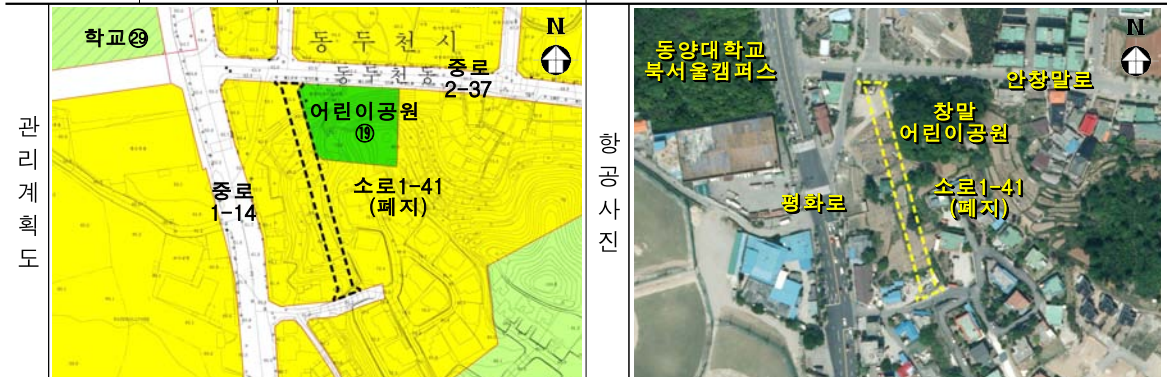 관리계획도
학교㉙
N
동두천시
동두천동
중로
2-37
어린이공원
⑲
소로1-41
(폐지)
중로
1-14
항공사진
동양대학교
북서울캠퍼스
N
안창말로
창말
어린이공원
소로1-41
(폐지)
평화로